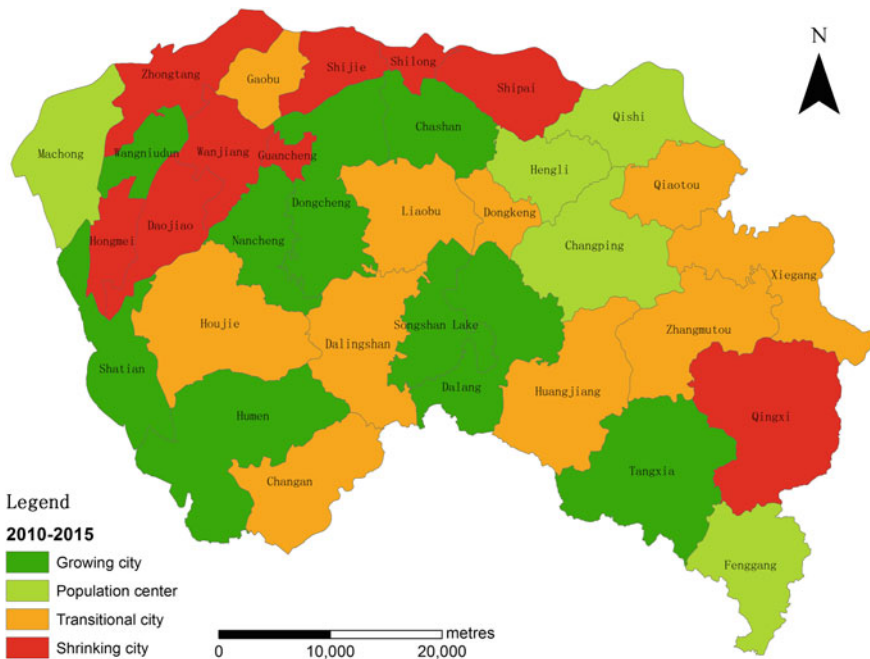 N
Zhongtang
Gaobu
Shijie
Shilong
Shipai
Qishi
Machong
Wangniudun
Wanjiang
Guancheng
Chashan
Hengli
Qiaotou
Hongmei
Daojiao
Nancheng
Dongcheng
Liaobu
Dongkeng
Changping
Xiegang
Houjie
Dalingshan
Songshan Lake
Zhangmutou
Shatian
Dalang
Huangjiang
Humen
Qingxi
Changan
Tangxia
Fenggang
Legend
2010-2015
Growing city
Population center
Transitional city
Shrinking city
metres
0 10,000 20,000